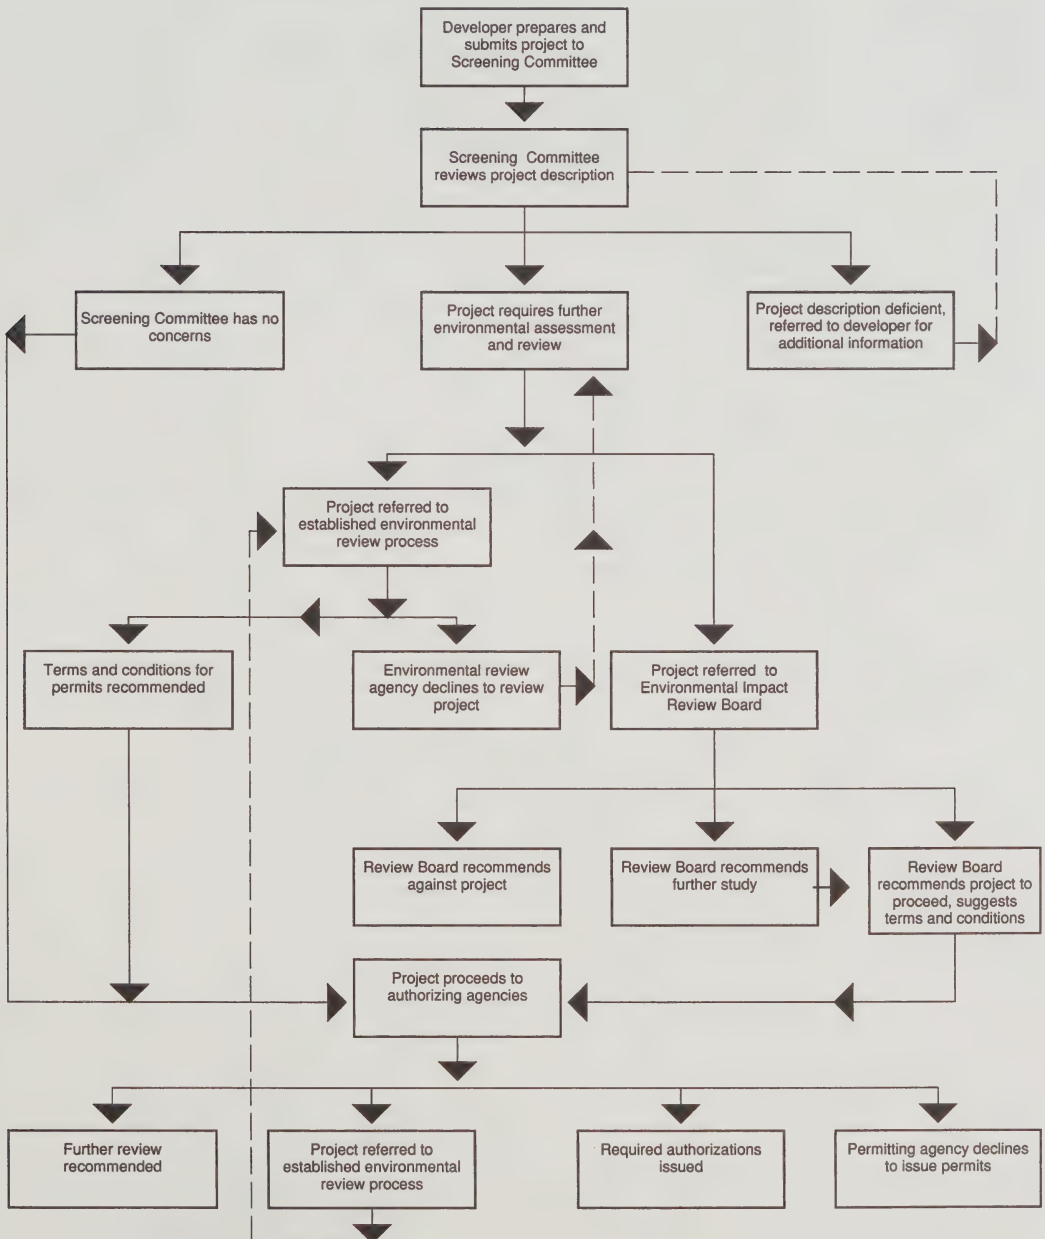 Developer prepares and
submits project to
Screening Committee
Screening Committee
reviews project description
Screening Committee has no
concerns
Project requires further
environmental assessment
and review
Project description deficient,
referred to developer for
additional information
Project referred to
established environmental
review process
Terms and conditions for
permits recommended
Environmental review
agency declines to review
project
Project referred to
Environmental Impact
Review Board
Review Board recommends
against project
Review Board recommends
further study
Review Board
recommends project to
proceed, suggests
terms and conditions
Project proceeds to
authorizing agencies
Further review
recommended
Project referred to
established environmental
review process
Required authorizations
issued
Permitting agency declines
to issue permits